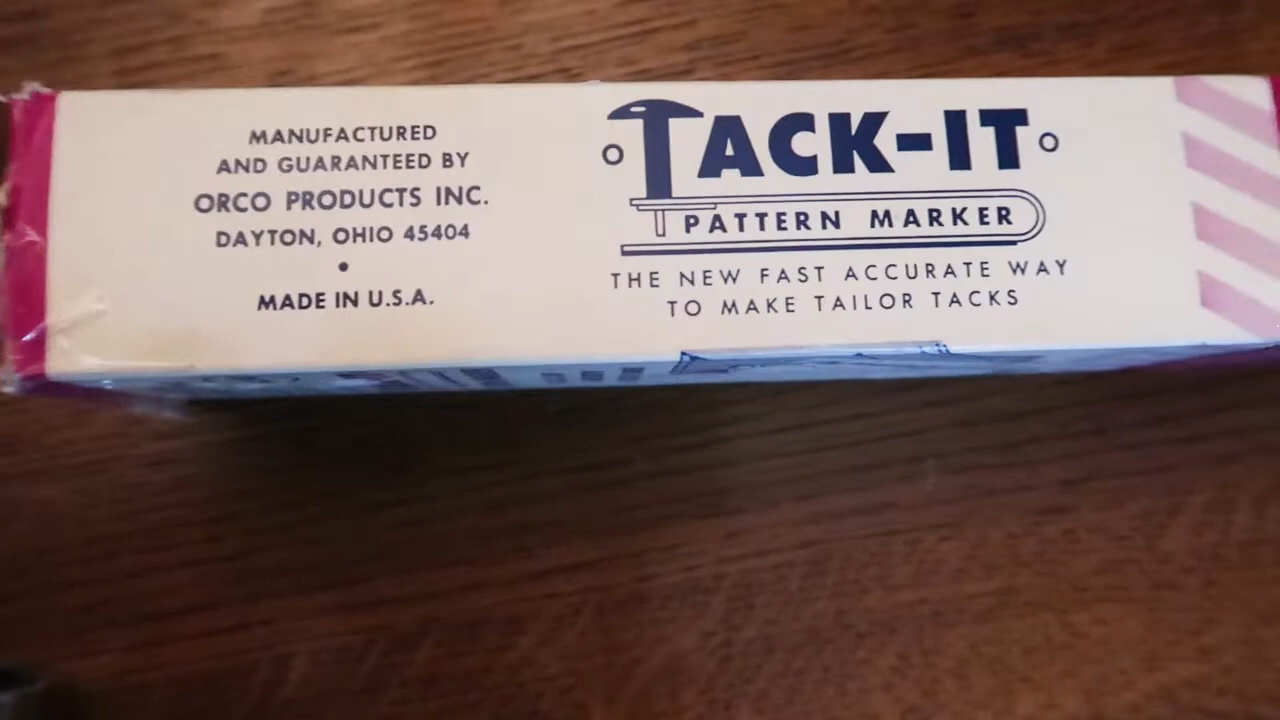 MANUFACTURED
AND GUARANTEED BY
ORCO PRODUCTS INC.
DAYTON, OHIO 45404
•
MADE IN U.S.A.
TACK-IT
PATTERN MARKER
THE NEW FAST ACCURATE WAY
TO MAKE TAILOR TACKS